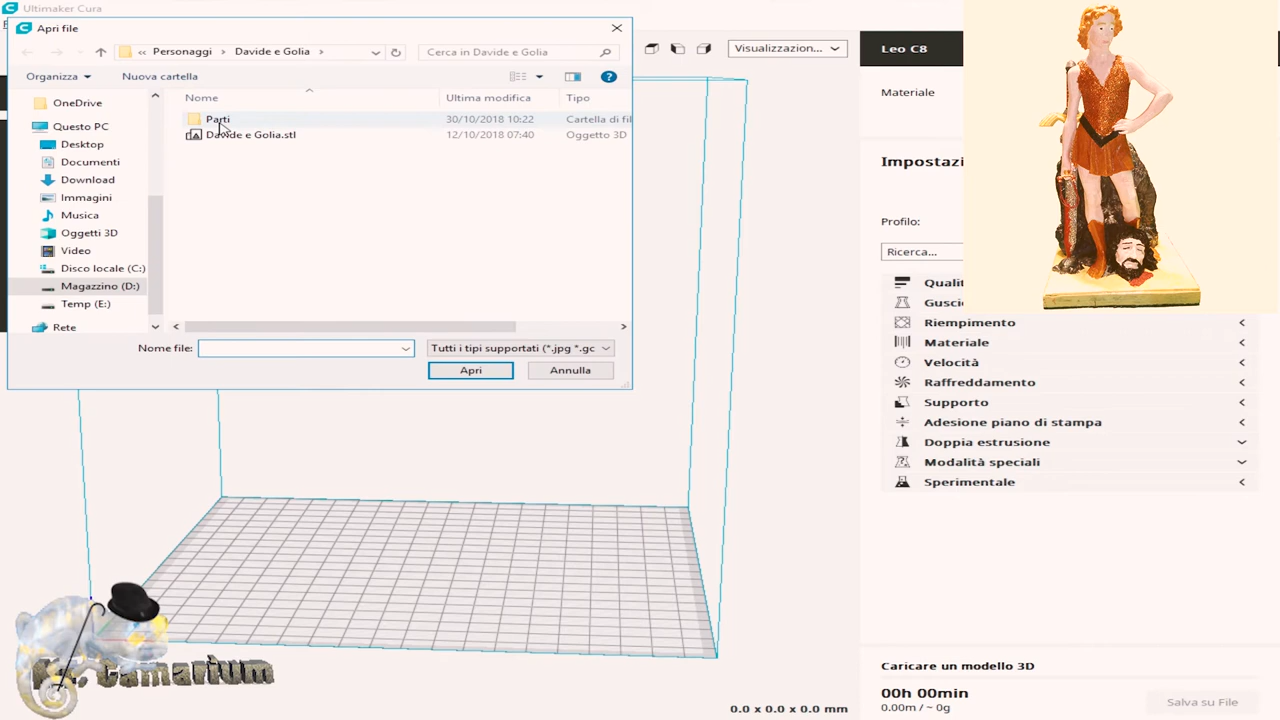 Ultimaker Cura
Apri file
« Personaggi > Davide e Golia >
Cerca in Davide e Golia
Visualizzazion...
Leo C8
Organizza
Nuova cartella
Materiale
Nome
Ultima modifica
Tipo
OneDrive
Parti
30/10/2018 10:22
Cartella di fil
Davide e Golia.stl
12/10/2018 07:40
Oggetto 3D
Questo PC
Desktop
Documenti
Download
Immagini
Musica
Oggetti 3D
Video
Disco locale (C:)
Magazzino (D:)
Temp (E:)
Rete
Impostazi
Profilo:
Ricerca...
Qualit
Gusci
Riempimento
Materiale
Velocità
Raffreddamento
Supporto
Adesione piano di stampa
Doppia estrusione
Modalità speciali
Sperimentale
Nome file:
Tutti i tipi supportati (*.jpg *.gc
Apri
Annulla
Camarium
Caricare un modello 3D
00h 00min
0.00m / ~ 0g
Salva su File
0.0 x 0.0 x 0.0 mm